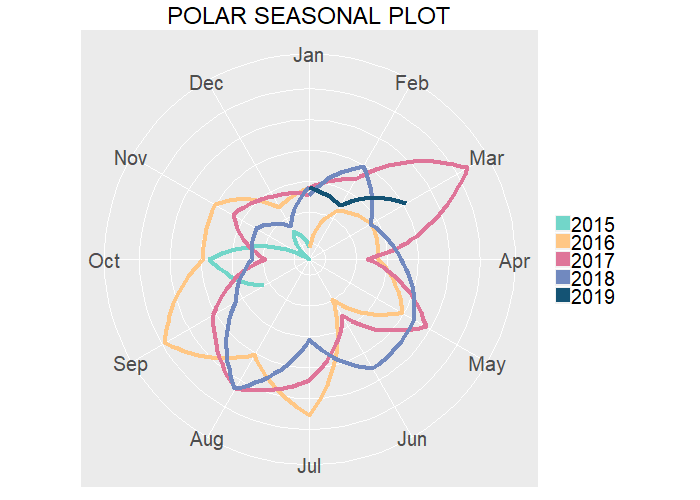 POLAR SEASONAL PLOT
Jan
Feb
Mar
Apr
May
Jun
Jul
Aug
Sep
Oct
Nov
Dec
2015
2016
2017
2018
2019